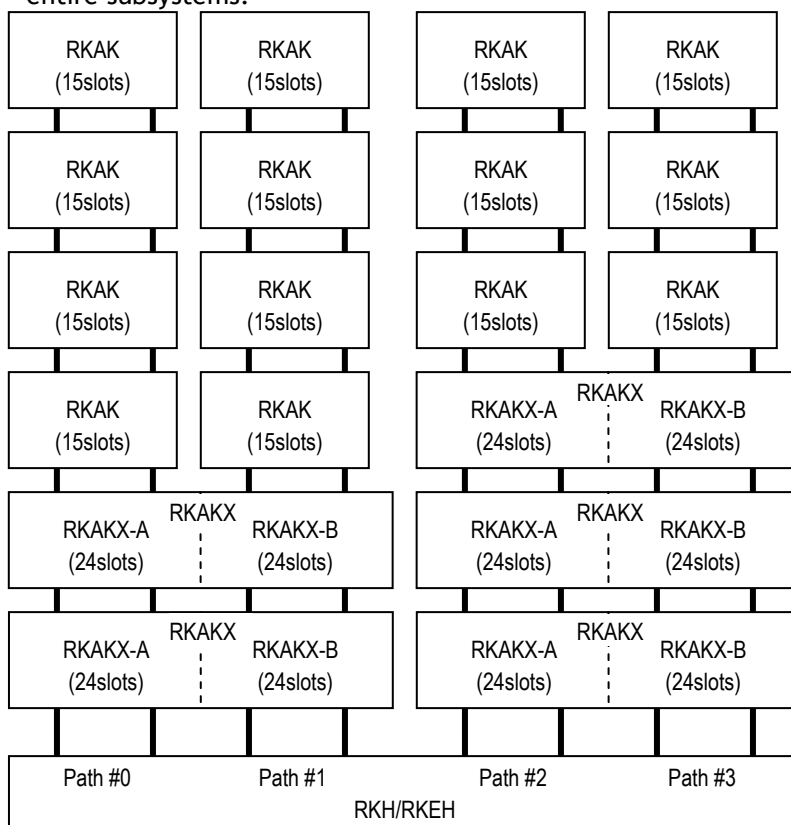 entire subsystems.
RKAK RKAK RKAK RKAK
(15slots) (15slots) (15slots) (15slots)
RKAK RKAK RKAK RKAK
(15slots) (15slots) (15slots) (15slots)
RKAK RKAK RKAK RKAK
(15slots) (15slots) (15slots) (15slots)
RKAKX
RKAK RKAK RKAKX-A RKAKX-B
(15slots) (15slots) (24slots) (24slots)
RKAKX RKAKX
RKAKX-A RKAKX-B RKAKX-A RKAKX-B
(24slots) (24slots) (24slots) (24slots)
RKAKX RKAKX
RKAKX-A RKAKX-B RKAKX-A RKAKX-B
(24slots) (24slots) (24slots) (24slots)
Path #0 Path #1 Path #2 Path #3
RKH/RKEH